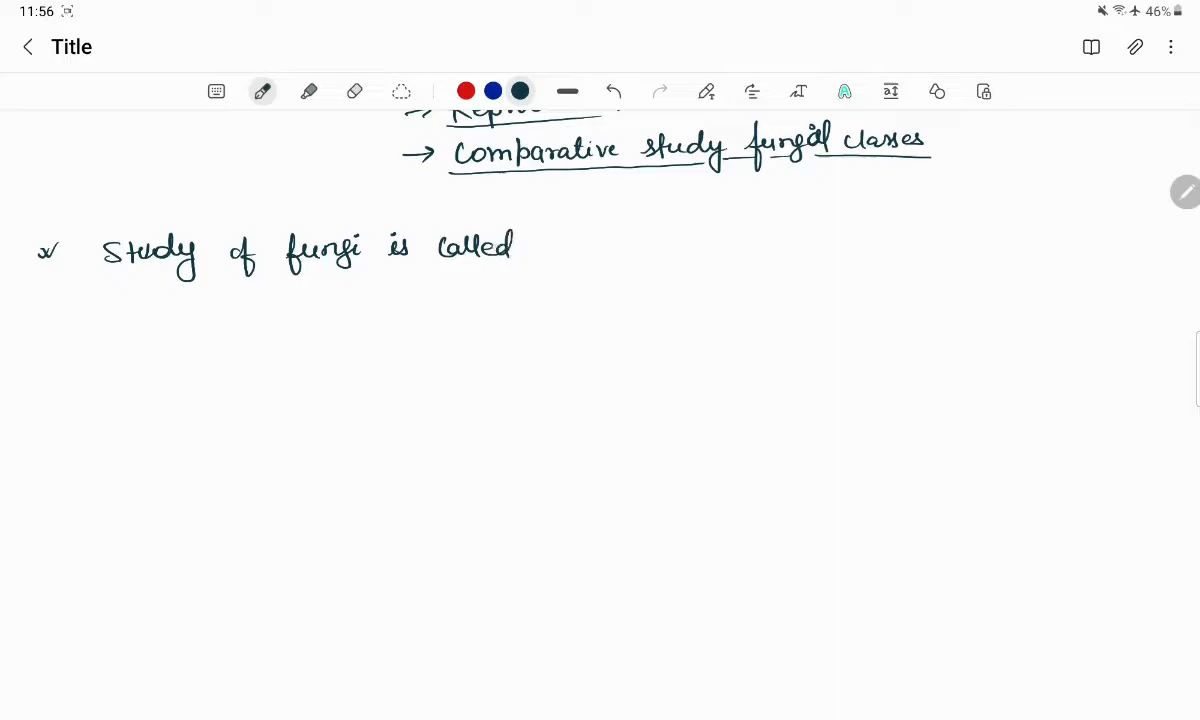 11:56 46%
Title
→ Comparative study fungal classes
* Study of fungi is called